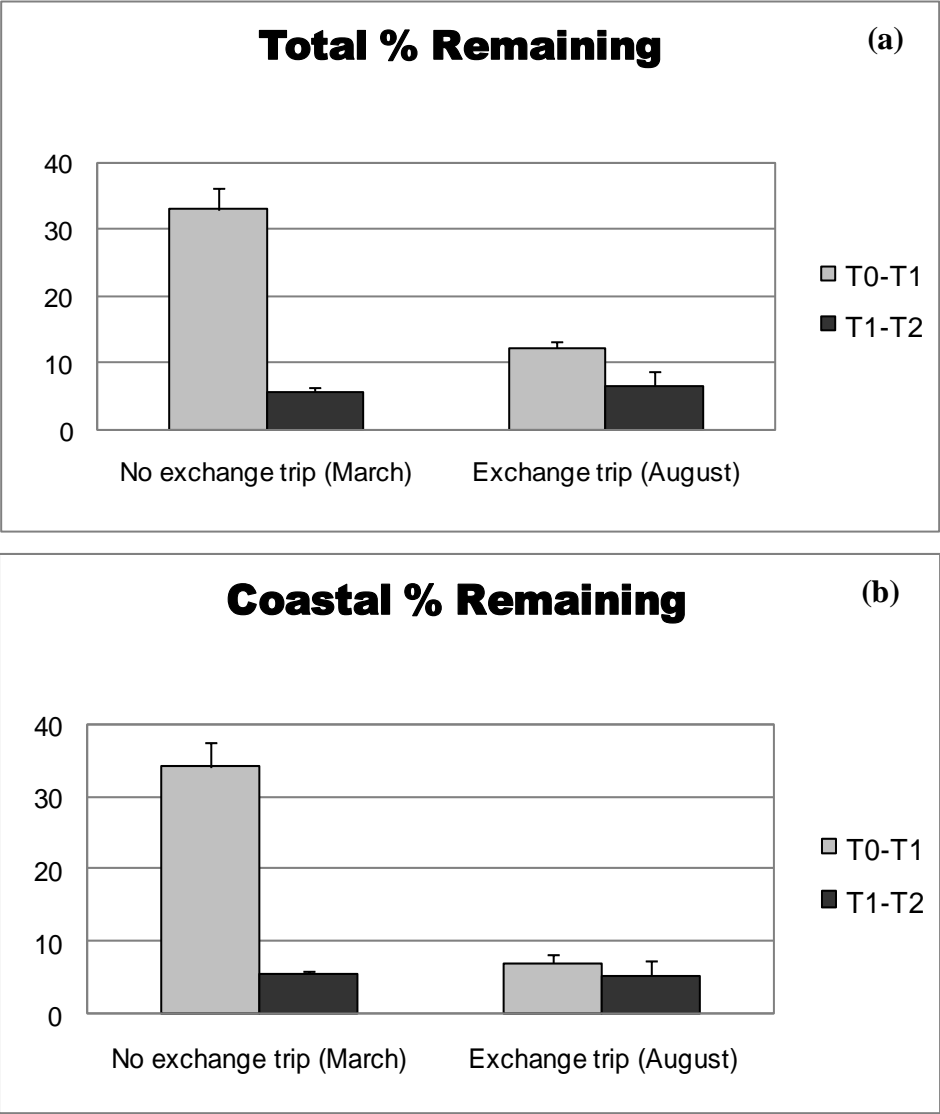 Total % Remaining
(a)
40
30
20
10
0
T0-T1
T1-T2
No exchange trip (March)
Exchange trip (August)
Coastal % Remaining
(b)
40
30
20
10
0
T0-T1
T1-T2
No exchange trip (March)
Exchange trip (August)